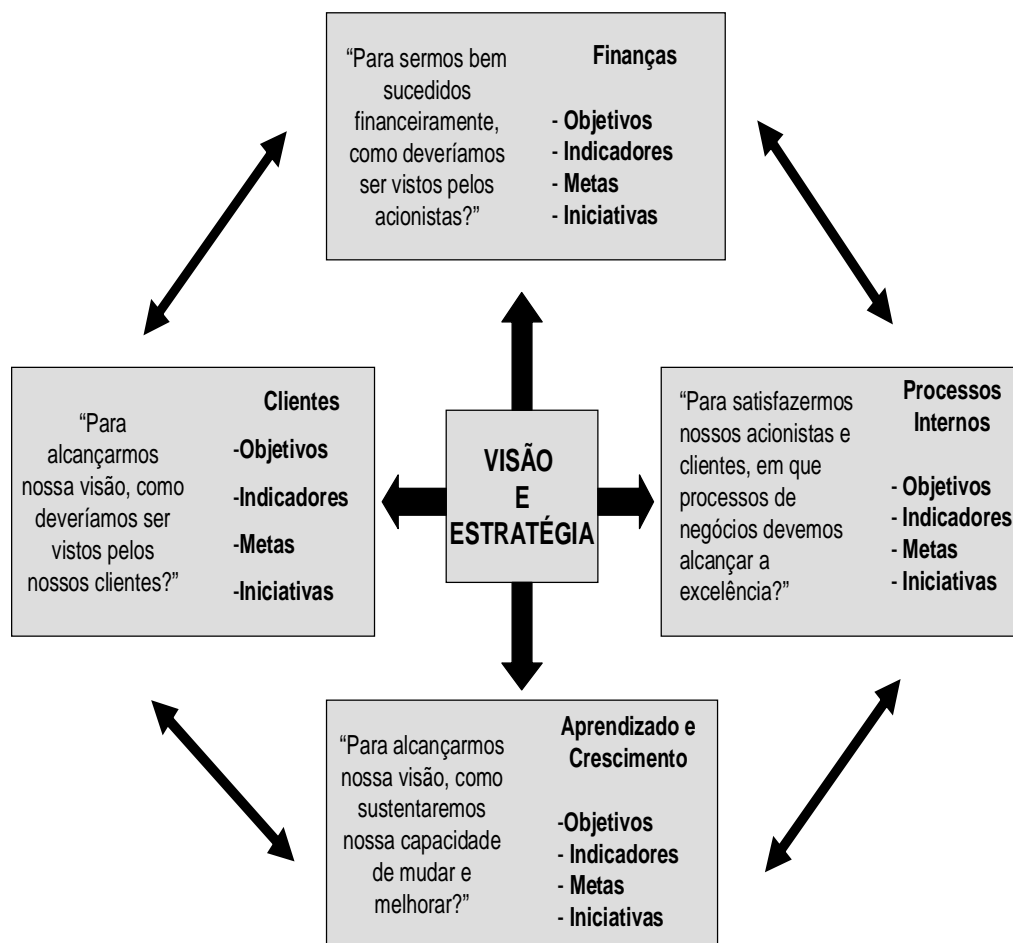 “Para sermos bem
sucedidos
financeiramente,
como deveríamos
ser vistos pelos
acionistas?”
Finanças
- Objetivos
- Indicadores
- Metas
- Iniciativas
“Para
alcançarmos
nossa visão, como
deveríamos ser
vistos pelos
nossos clientes?”
Clientes
-Objetivos
-Indicadores
-Metas
-Iniciativas
VISÃO
E
ESTRATÉGIA
“Para satisfazermos
nossos acionistas e
clientes, em que
processos de
negócios devemos
alcançar a
excelência?”
Processos
Internos
- Objetivos
- Indicadores
- Metas
- Iniciativas
“Para alcançarmos
nossa visão, como
sustentaremos
nossa capacidade
de mudar e
melhorar?”
Aprendizado e
Crescimento
-Objetivos
- Indicadores
- Metas
- Iniciativas